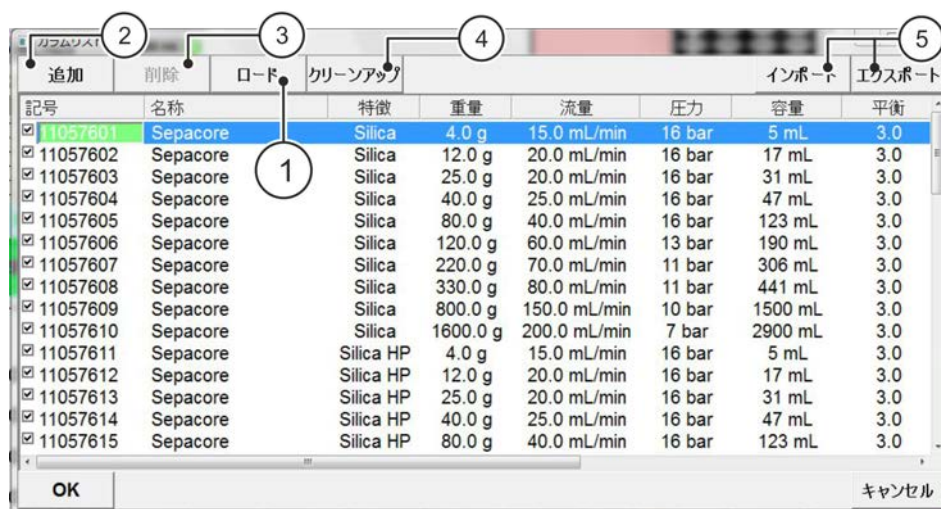 カラムリスト
2
3
4
5
追加 削除 ロード クリーンアップ インポート エクスポート
記号 名称 特徴 重量 流量 圧力 容量 平衡
11057601 Sepacore Silica 4.0 g 15.0 mL/min 16 bar 5 mL 3.0
11057602 Sepacore Silica 12.0 g 20.0 mL/min 16 bar 17 mL 3.0
1
11057603 Sepacore Silica 25.0 g 20.0 mL/min 16 bar 31 mL 3.0
11057604 Sepacore Silica 40.0 g 25.0 mL/min 16 bar 47 mL 3.0
11057605 Sepacore Silica 80.0 g 40.0 mL/min 16 bar 123 mL 3.0
11057606 Sepacore Silica 120.0 g 60.0 mL/min 13 bar 190 mL 3.0
11057607 Sepacore Silica 220.0 g 70.0 mL/min 11 bar 306 mL 3.0
11057608 Sepacore Silica 330.0 g 80.0 mL/min 11 bar 441 mL 3.0
11057609 Sepacore Silica 800.0 g 150.0 mL/min 10 bar 1500 mL 3.0
11057610 Sepacore Silica 1600.0 g 200.0 mL/min 7 bar 2900 mL 3.0
11057611 Sepacore Silica HP 4.0 g 15.0 mL/min 16 bar 5 mL 3.0
11057612 Sepacore Silica HP 12.0 g 20.0 mL/min 16 bar 17 mL 3.0
11057613 Sepacore Silica HP 25.0 g 20.0 mL/min 16 bar 31 mL 3.0
11057614 Sepacore Silica HP 40.0 g 25.0 mL/min 16 bar 47 mL 3.0
11057615 Sepacore Silica HP 80.0 g 40.0 mL/min 16 bar 123 mL 3.0
OK キャンセル